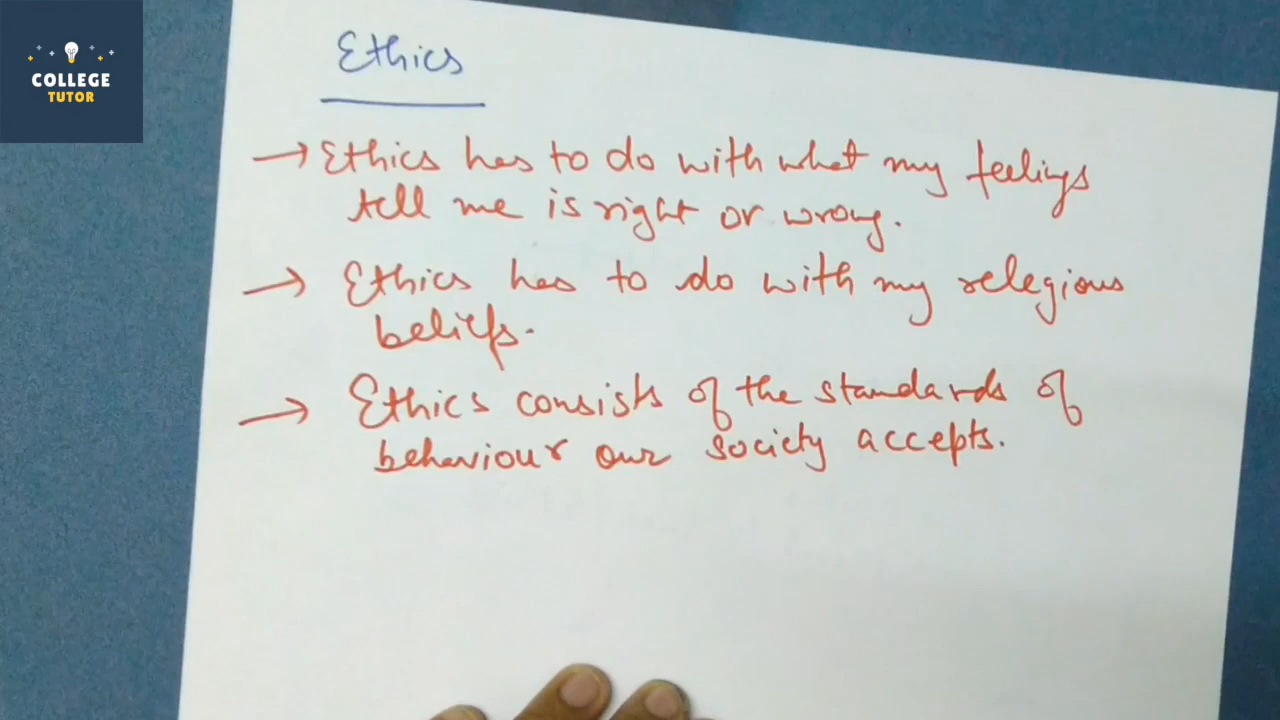 COLLEGE
TUTOR
Ethics
→ Ethics has to do with what my feelings
tell me is right or wrong.
→ Ethics has to do with my relegious
beliefs.
→ Ethics consists of the standards of
behaviour our society accepts.